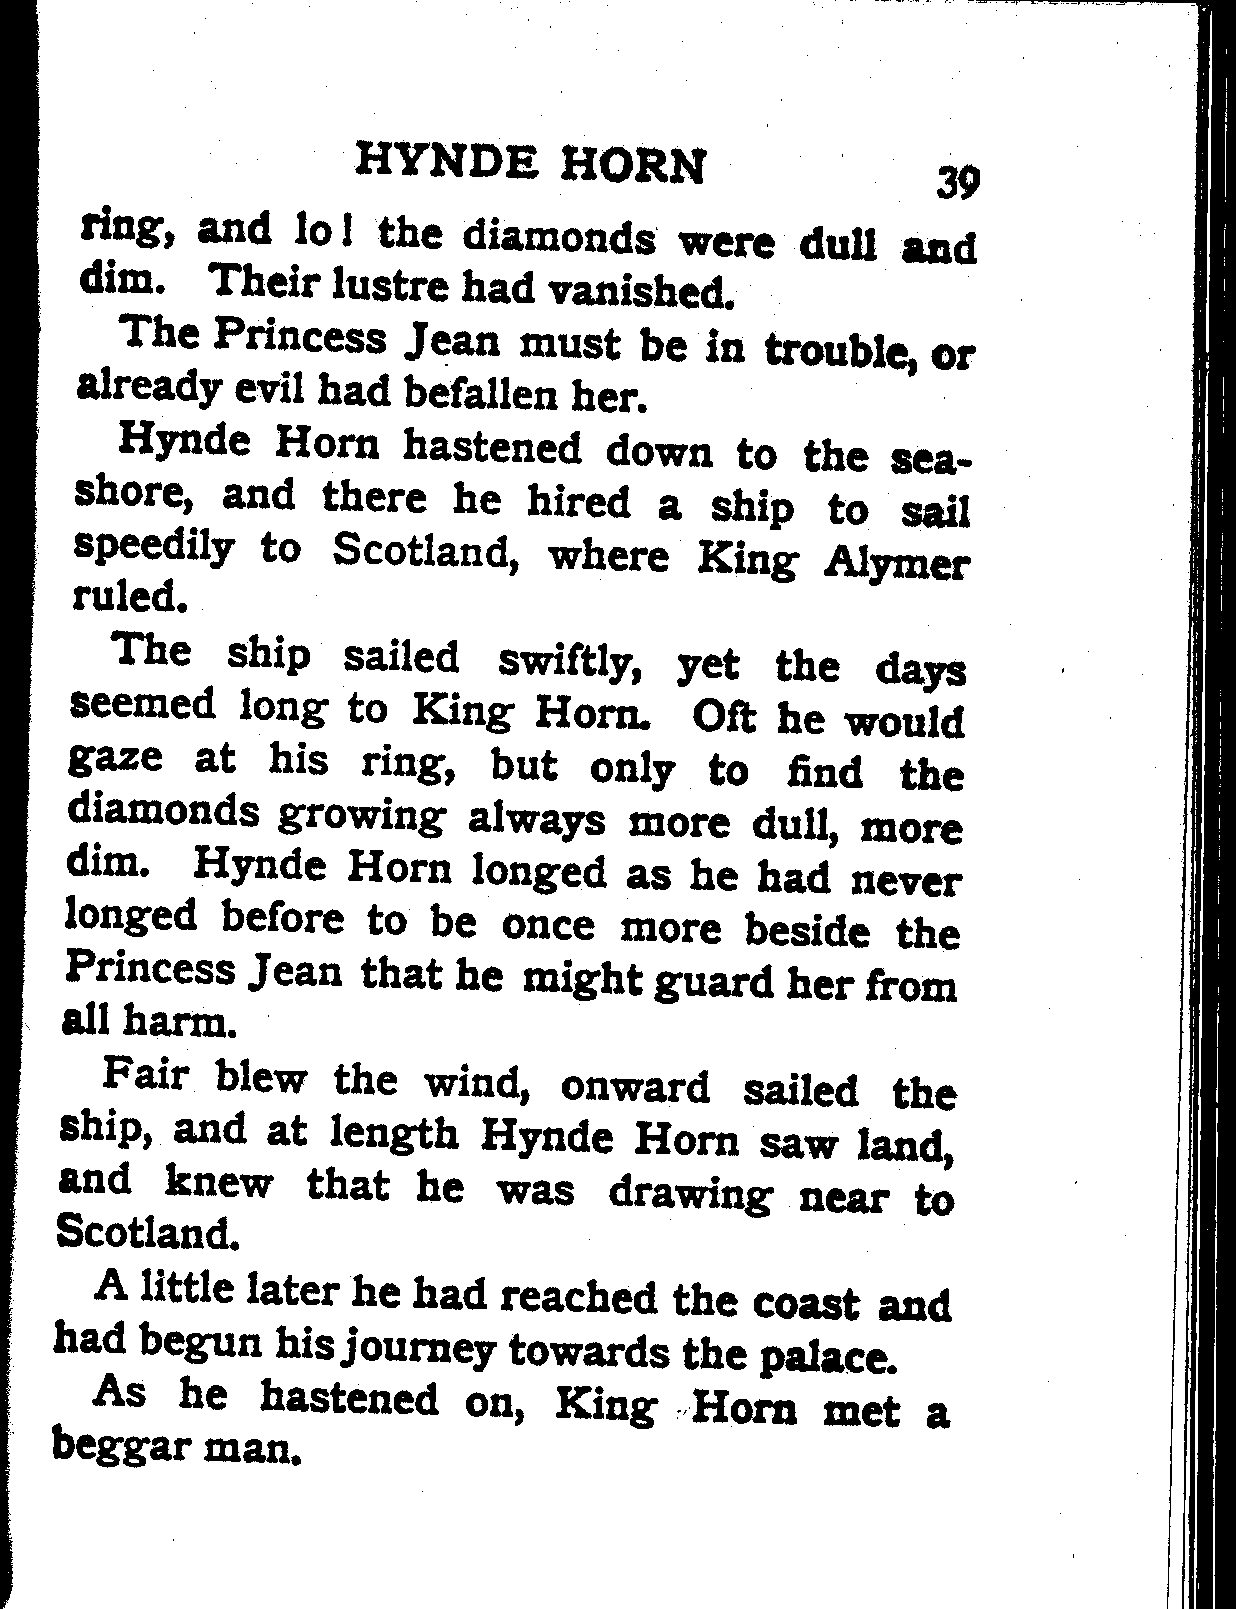 HYNDE HORN 39
ring, and lo! the diamonds were dull and
dim. Their lustre had vanished.
The Princess Jean must be in trouble, or
already evil had befallen her.
Hynde Horn hastened down to the sea-
shore, and there he hired a ship to sail
speedily to Scotland, where King Alymer
ruled.
The ship sailed swiftly, yet the days
seemed long to King Horn. Oft he would
gaze at his ring, but only to find the
diamonds growing always more dull, more
dim. Hynde Horn longed as he had never
longed before to be once more beside the
Princess Jean that he might guard her from
all harm.
Fair blew the wind, onward sailed the
ship, and at length Hynde Horn saw land,
and knew that he was drawing near to
Scotland.
A little later he had reached the coast and
had begun his journey towards the palace.
As he hastened on, King Horn met a
beggar man.